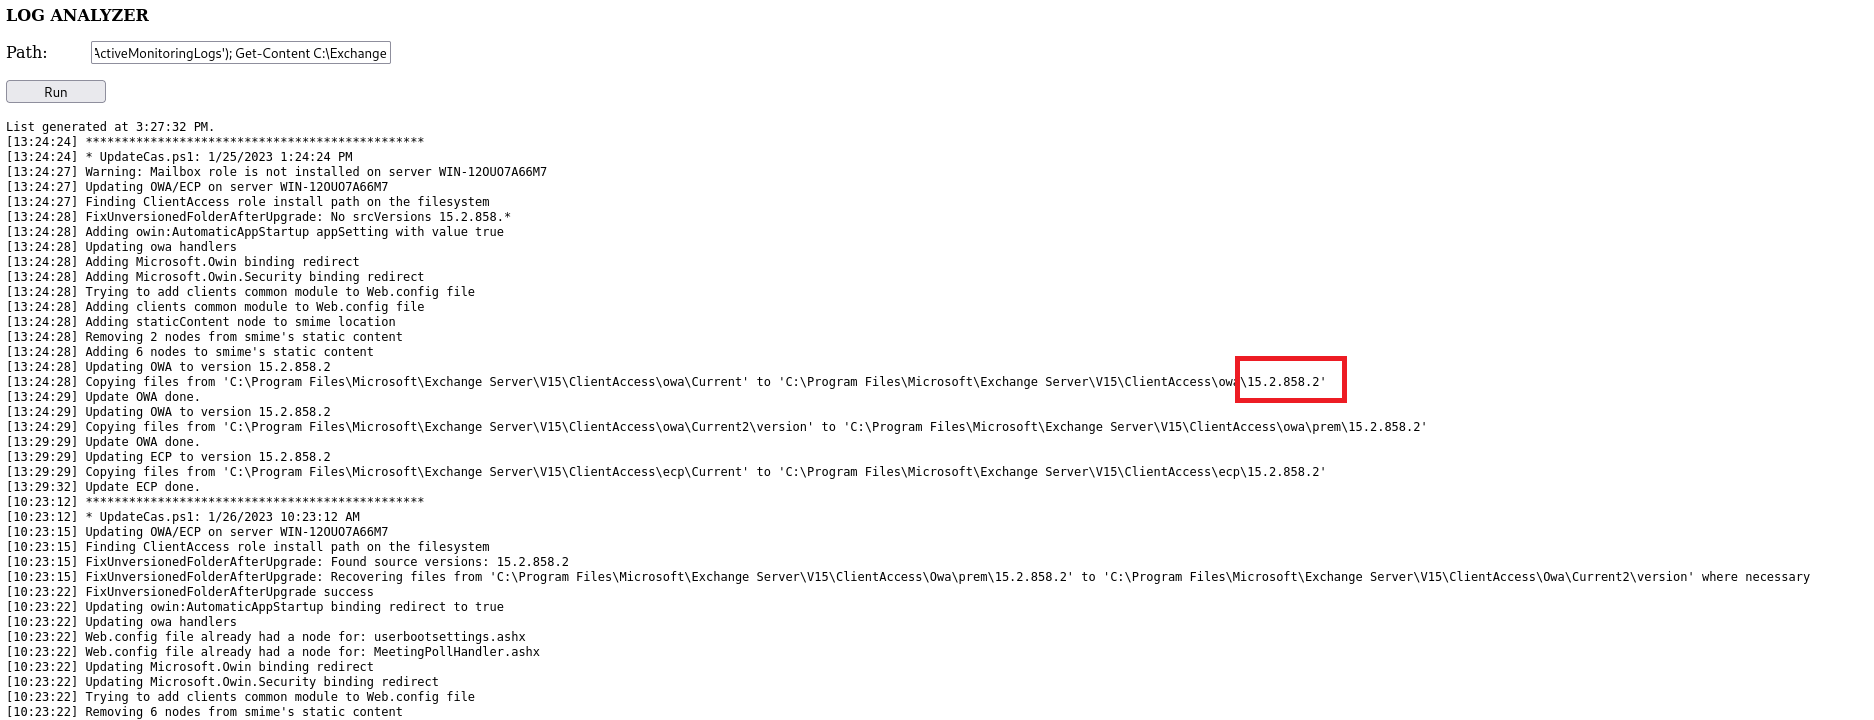 LOG ANALYZER
Path: \ctiveMonitoringLogs'); Get-Content C:\Exchange
Run
List generated at 3:27:32 PM.
[13:24:24] ***********************************************
[13:24:24] * UpdateCas.ps1: 1/25/2023 1:24:24 PM
[13:24:27] Warning: Mailbox role is not installed on server WIN-12OUO7A66M7
[13:24:27] Updating OWA/ECP on server WIN-12OUO7A66M7
[13:24:27] Finding ClientAccess role install path on the filesystem
[13:24:28] FixUnversionedFolderAfterUpgrade: No srcVersions 15.2.858.*
[13:24:28] Adding owin:AutomaticAppStartup appSetting with value true
[13:24:28] Updating owa handlers
[13:24:28] Adding Microsoft.Owin binding redirect
[13:24:28] Adding Microsoft.Owin.Security binding redirect
[13:24:28] Trying to add clients common module to Web.config file
[13:24:28] Adding clients common module to Web.config file
[13:24:28] Adding staticContent node to smime location
[13:24:28] Removing 2 nodes from smime's static content
[13:24:28] Adding 6 nodes to smime's static content
[13:24:28] Updating OWA to version 15.2.858.2
[13:24:28] Copying files from 'C:\Program Files\Microsoft\Exchange Server\V15\ClientAccess\owa\Current' to 'C:\Program Files\Microsoft\Exchange Server\V15\ClientAccess\owa\15.2.858.2'
[13:24:29] Update OWA done.
[13:24:29] Updating OWA to version 15.2.858.2
[13:24:29] Copying files from 'C:\Program Files\Microsoft\Exchange Server\V15\ClientAccess\owa\Current2\version' to 'C:\Program Files\Microsoft\Exchange Server\V15\ClientAccess\owa\prem\15.2.858.2'
[13:29:29] Update OWA done.
[13:29:29] Updating ECP to version 15.2.858.2
[13:29:29] Copying files from 'C:\Program Files\Microsoft\Exchange Server\V15\ClientAccess\ecp\Current' to 'C:\Program Files\Microsoft\Exchange Server\V15\ClientAccess\ecp\15.2.858.2'
[13:29:32] Update ECP done.
[10:23:12] ***********************************************
[10:23:12] * UpdateCas.ps1: 1/26/2023 10:23:12 AM
[10:23:15] Updating OWA/ECP on server WIN-12OUO7A66M7
[10:23:15] Finding ClientAccess role install path on the filesystem
[10:23:15] FixUnversionedFolderAfterUpgrade: Found source versions: 15.2.858.2
[10:23:15] FixUnversionedFolderAfterUpgrade: Recovering files from 'C:\Program Files\Microsoft\Exchange Server\V15\ClientAccess\Owa\prem\15.2.858.2' to 'C:\Program Files\Microsoft\Exchange Server\V15\ClientAccess\Owa\Current2\version' where necessary
[10:23:22] FixUnversionedFolderAfterUpgrade success
[10:23:22] Updating owin:AutomaticAppStartup binding redirect to true
[10:23:22] Updating owa handlers
[10:23:22] Web.config file already had a node for: userbootsettings.ashx
[10:23:22] Web.config file already had a node for: MeetingPollHandler.ashx
[10:23:22] Updating Microsoft.Owin binding redirect
[10:23:22] Updating Microsoft.Owin.Security binding redirect
[10:23:22] Trying to add clients common module to Web.config file
[10:23:22] Removing 6 nodes from smime's static content